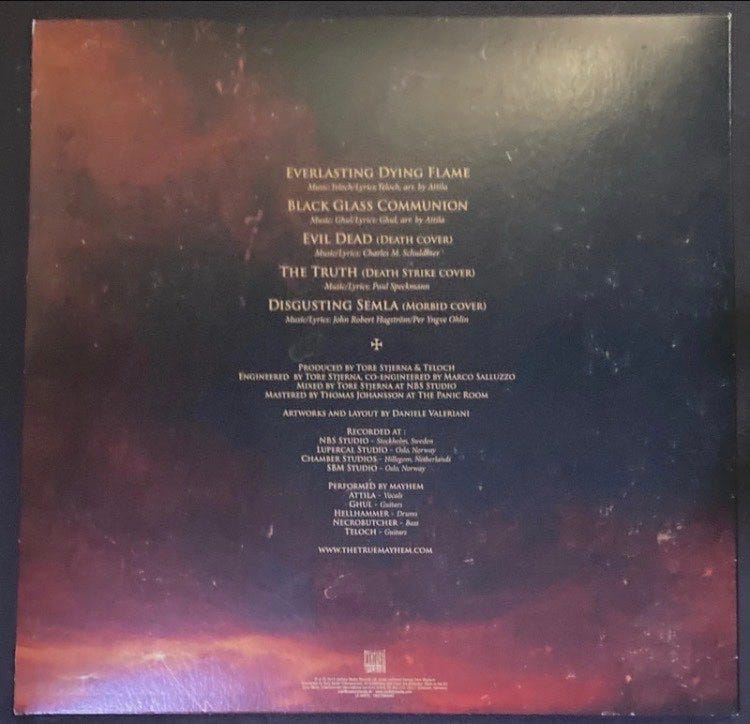 Everlasting Dying Flame
Music: Teloch/Lyrics: Teloch, arr. by Attila
Black Glass Communion
Music: Ghul/Lyrics: Ghul, arr. by Attila
Evil Dead (Death cover)
Music/Lyrics: Charles M. Schuldiner
The Truth (Death Strike cover)
Music/Lyrics: Paul Speckmann
Disgusting Semla (Morbid cover)
Music/Lyrics: John Robert Hagström/Per Yngve Ohlin
Produced by Tore Stjerna & Teloch
Engineered by Tore Stjerna, co-engineered by Marco Salluzzo
Mixed by Tore Stjerna at NBS Studio
Mastered by Thomas Johansson at The Panic Room
Artworks and layout by Daniele Valeriani
Recorded at :
NBS Studio - Stockholm, Sweden
Lupercal Studio - Oslo, Norway
Chamber Studios - Hillegom, Netherlands
SBM Studio - Oslo, Norway
Performed by Mayhem
Attila - Vocals
Ghul - Guitars
Hellhammer - Drums
Necrobutcher - Bass
Teloch - Guitars
www.thetruemayhem.com